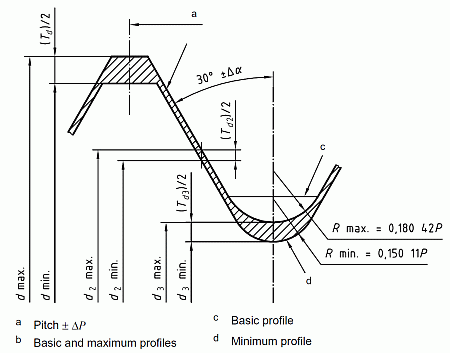 a
(T_d)/2
30° ±Δα
(T_d2)/2
c
(T_d3)/2
R max. = 0,180 42P
R min. = 0,150 11P
d
d max.
d min.
d_2 max.
d_2 min.
d_3 max.
d_3 min.
a Pitch ± ΔP
b Basic and maximum profiles
c Basic profile
d Minimum profile